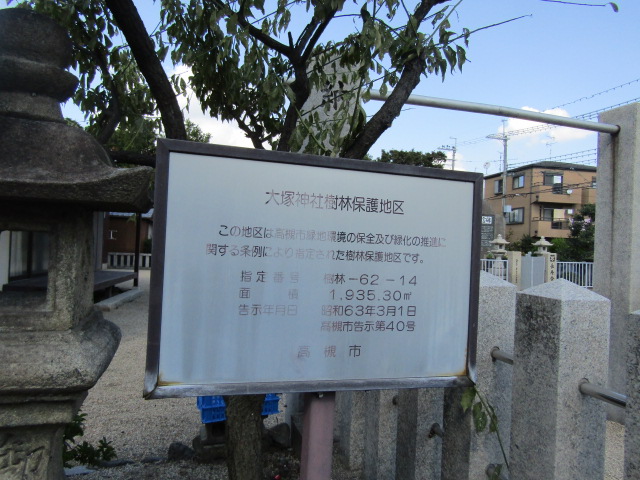 大塚神社樹林保護地区
この地区は高槻市緑地環境の保全及び緑化の推進に
関する条例により指定された樹林保護地区です。
指定番号 樹林-62-14
面積 1,935.30㎡
告示年月日 昭和63年3月1日
高槻市告示第40号
高槻市